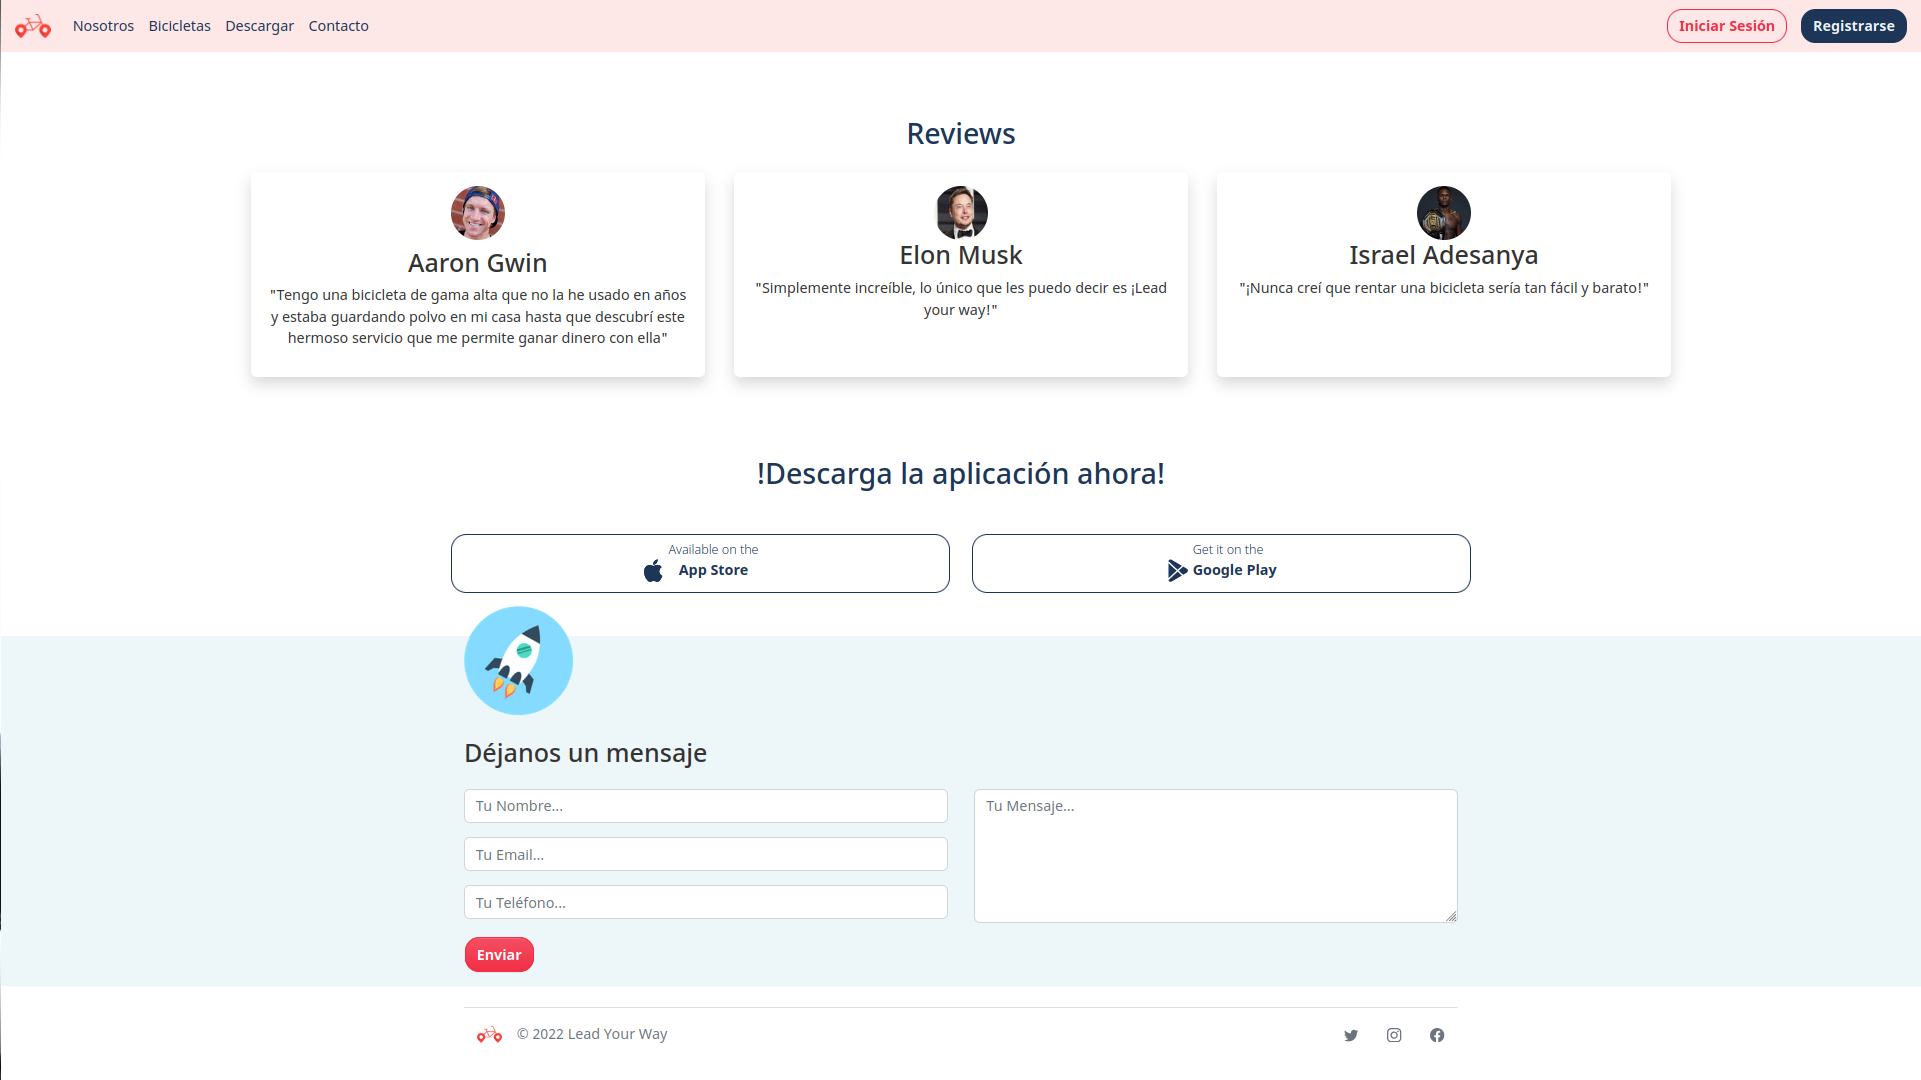 Nosotros Bicicletas Descargar Contacto Iniciar Sesión Registrarse
Reviews
Aaron Gwin
"Tengo una bicicleta de gama alta que no la he usado en años
y estaba guardando polvo en mi casa hasta que descubrí este
hermoso servicio que me permite ganar dinero con ella"
Elon Musk
"Simplemente increíble, lo único que les puedo decir es ¡Lead
your way!"
Israel Adesanya
"¡Nunca creí que rentar una bicicleta sería tan fácil y barato!"
!Descarga la aplicación ahora!
Available on the
App Store
Get it on the
Google Play
Déjanos un mensaje
Tu Nombre...
Tu Email...
Tu Teléfono...
Tu Mensaje...
Enviar
© 2022 Lead Your Way